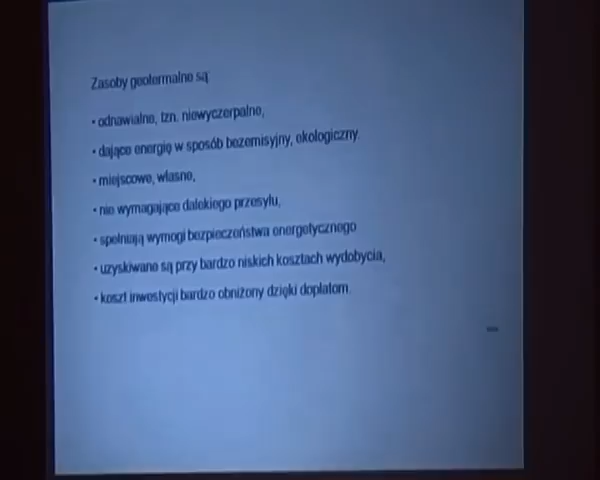 Zasoby geotermalne są:
• odnawialne, tzn. niewyczerpalne,
• dające energię w sposób bezemisyjny, ekologiczny.
• miejscowe, własne,
• nie wymagające dalekiego przesyłu,
• spełniają wymogi bezpieczeństwa energetycznego
• uzyskiwane są przy bardzo niskich kosztach wydobycia,
• koszt inwestycji bardzo obniżony dzięki dopłatom.